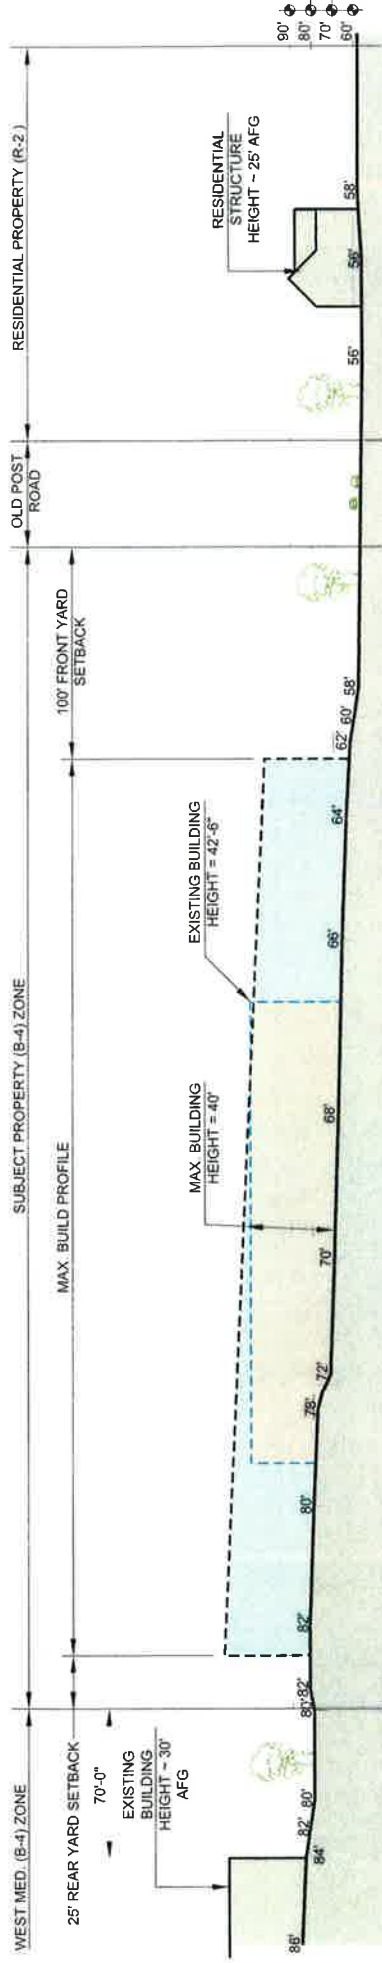 WEST MED. (B-4) ZONE
SUBJECT PROPERTY (B-4) ZONE
OLD POST
ROAD
RESIDENTIAL PROPERTY (R-2 )
25' REAR YARD SETBACK
MAX. BUILD PROFILE
100' FRONT YARD
SETBACK
70'-0"
EXISTING
BUILDING
HEIGHT ~ 30'
AFG
MAX. BUILDING
HEIGHT = 40'
EXISTING BUILDING
HEIGHT = 42'-6"
RESIDENTIAL
STRUCTURE
HEIGHT ~ 25' AFG
90'
80'
70'
60'
86'
84'
82'
80'
80'
82'
82'
80'
78'
72'
70'
68'
66'
64'
62'
60'
58'
56'
56'
58'